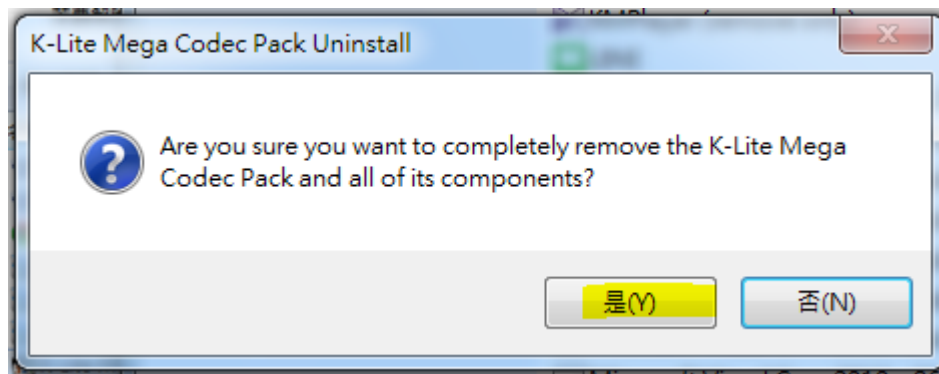 K-Lite Mega Codec Pack Uninstall
Are you sure you want to completely remove the K-Lite Mega
Codec Pack and all of its components?
是(Y)
否(N)